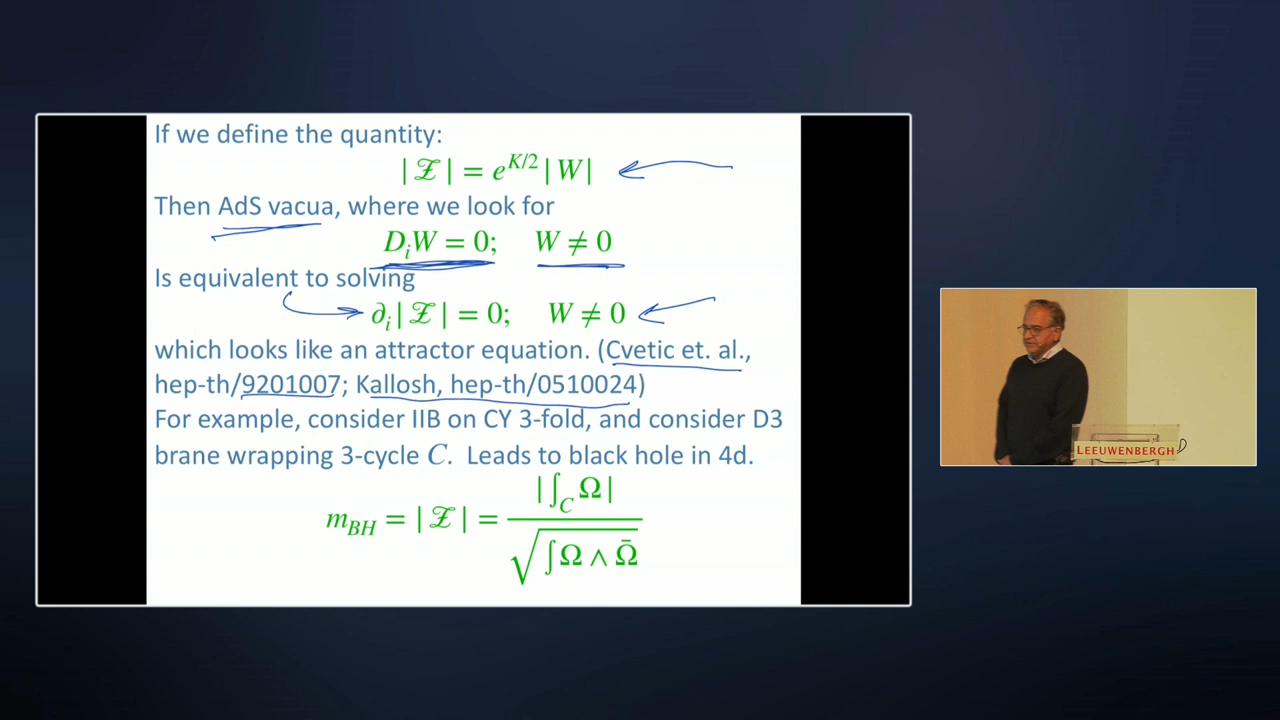 If we define the quantity:
|𝒵| = e^{K/2}|W|
Then AdS vacua, where we look for
D_iW = 0; W ≠ 0
Is equivalent to solving
∂_i|𝒵| = 0; W ≠ 0
which looks like an attractor equation. (Cvetic et. al.,
hep-th/9201007; Kallosh, hep-th/0510024)
For example, consider IIB on CY 3-fold, and consider D3
brane wrapping 3-cycle C. Leads to black hole in 4d.
m_{BH} = |𝒵| = |∫_C Ω| / √∫Ω ∧ Ω̄
LEEUWENBERGH